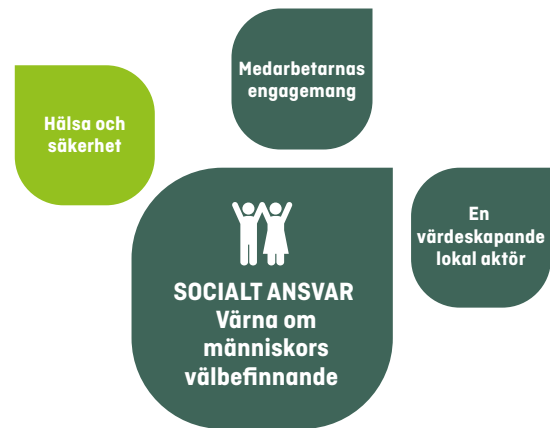 Medarbetarnas
engagemang
Hälsa och
säkerhet
En
värdeskapande
lokal aktör
SOCIALT ANSVAR
Värna om
människors
välbefinnande